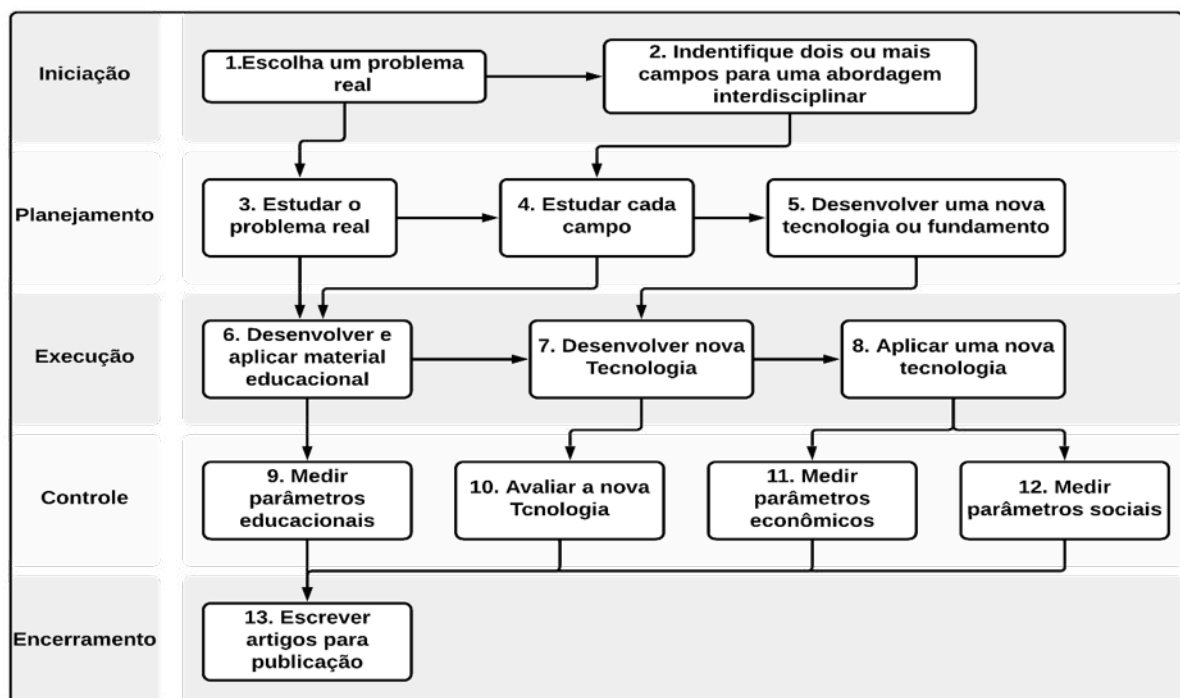 Iniciação
1.Escolha um problema
real
2. Indentifique dois ou mais
campos para uma abordagem
interdisciplinar
Planejamento
3. Estudar o
problema real
4. Estudar cada
campo
5. Desenvolver uma nova
tecnologia ou fundamento
Execução
6. Desenvolver e
aplicar material
educacional
7. Desenvolver nova
Tecnologia
8. Aplicar uma nova
tecnologia
Controle
9. Medir
parâmetros
educacionais
10. Avaliar a nova
Tcnologia
11. Medir
parâmetros
econômicos
12. Medir
parâmetros sociais
Encerramento
13. Escrever
artigos para
publicação